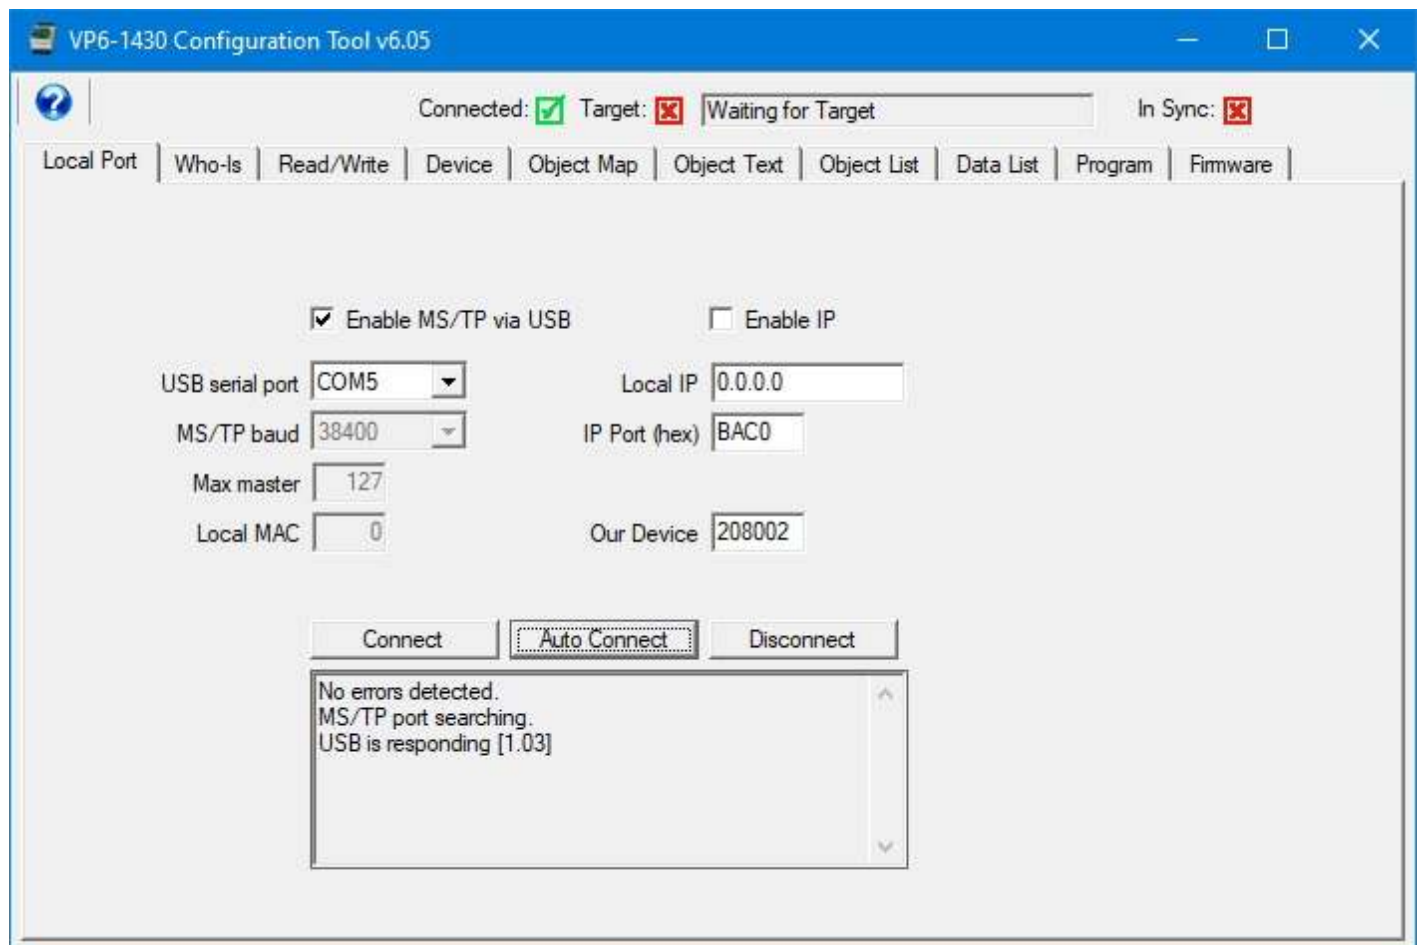 VP6-1430 Configuration Tool v6.05
Connected: Target: Waiting for Target In Sync:
Local Port Who-Is Read/Write Device Object Map Object Text Object List Data List Program Firmware
Enable MS/TP via USB Enable IP
USB serial port COM5 Local IP 0.0.0.0
MS/TP baud 38400 IP Port (hex) BAC0
Max master 127
Local MAC 0 Our Device 208002
Connect Auto Connect Disconnect
No errors detected.
MS/TP port searching.
USB is responding [1.03]